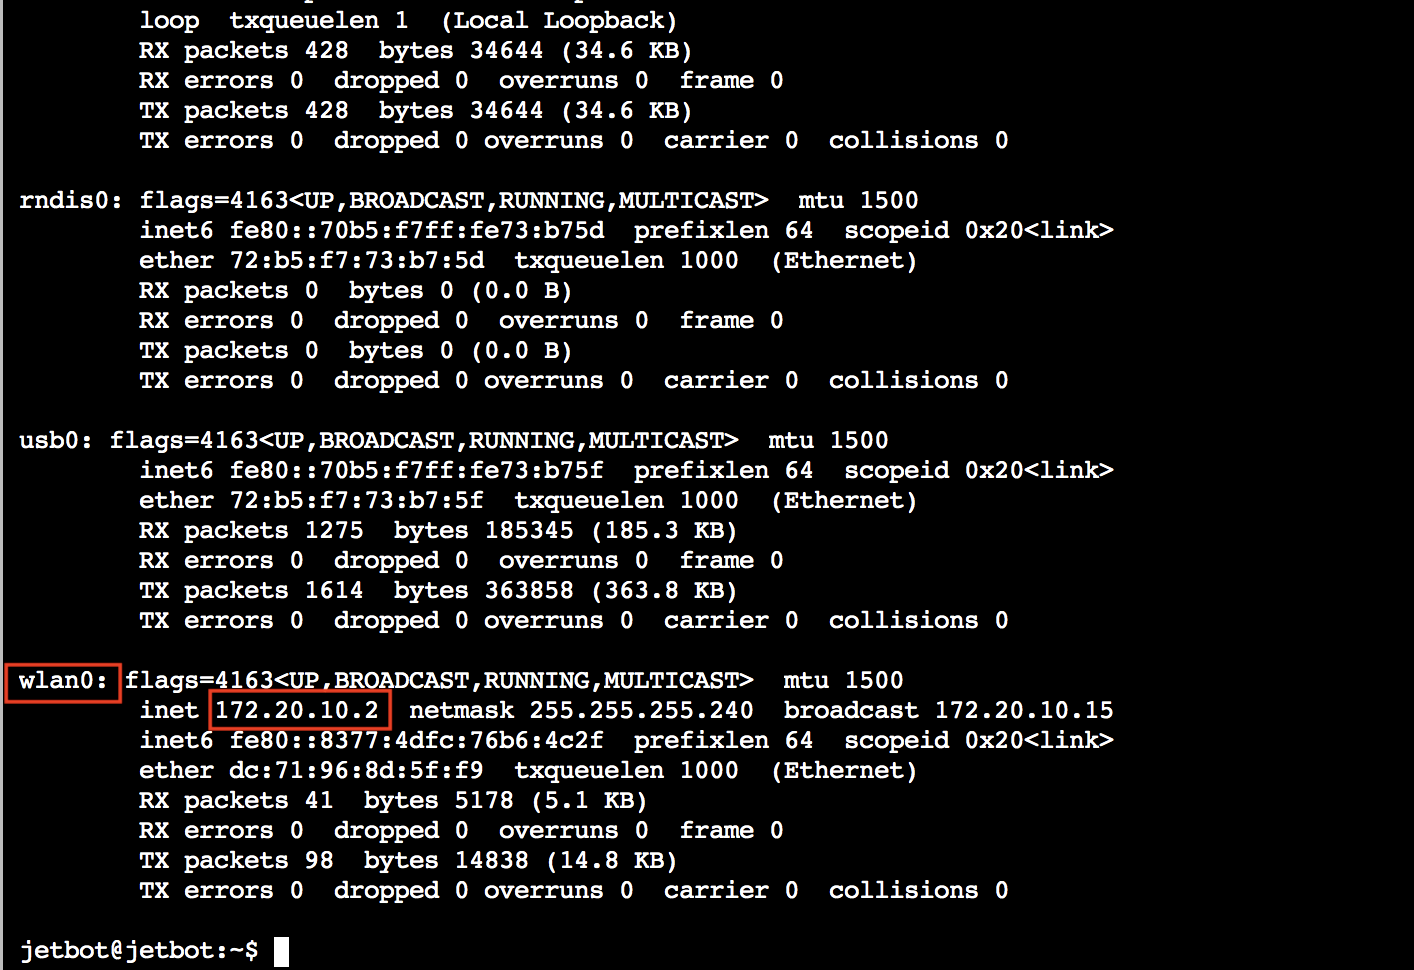 loop  txqueuelen 1  (Local Loopback)
RX packets 428  bytes 34644 (34.6 KB)
RX errors 0  dropped 0  overruns 0  frame 0
TX packets 428  bytes 34644 (34.6 KB)
TX errors 0  dropped 0 overruns 0  carrier 0  collisions 0
rndis0: flags=4163<UP,BROADCAST,RUNNING,MULTICAST>  mtu 1500
inet6 fe80::70b5:f7ff:fe73:b75d  prefixlen 64  scopeid 0x20<link>
ether 72:b5:f7:73:b7:5d  txqueuelen 1000  (Ethernet)
RX packets 0  bytes 0 (0.0 B)
RX errors 0  dropped 0  overruns 0  frame 0
TX packets 0  bytes 0 (0.0 B)
TX errors 0  dropped 0 overruns 0  carrier 0  collisions 0
usb0: flags=4163<UP,BROADCAST,RUNNING,MULTICAST>  mtu 1500
inet6 fe80::70b5:f7ff:fe73:b75f  prefixlen 64  scopeid 0x20<link>
ether 72:b5:f7:73:b7:5f  txqueuelen 1000  (Ethernet)
RX packets 1275  bytes 185345 (185.3 KB)
RX errors 0  dropped 0  overruns 0  frame 0
TX packets 1614  bytes 363858 (363.8 KB)
TX errors 0  dropped 0 overruns 0  carrier 0  collisions 0
wlan0: flags=4163<UP,BROADCAST,RUNNING,MULTICAST>  mtu 1500
inet 172.20.10.2  netmask 255.255.255.240  broadcast 172.20.10.15
inet6 fe80::8377:4dfc:76b6:4c2f  prefixlen 64  scopeid 0x20<link>
ether dc:71:96:8d:5f:f9  txqueuelen 1000  (Ethernet)
RX packets 41  bytes 5178 (5.1 KB)
RX errors 0  dropped 0  overruns 0  frame 0
TX packets 98  bytes 14838 (14.8 KB)
TX errors 0  dropped 0 overruns 0  carrier 0  collisions 0
jetbot@jetbot:~$